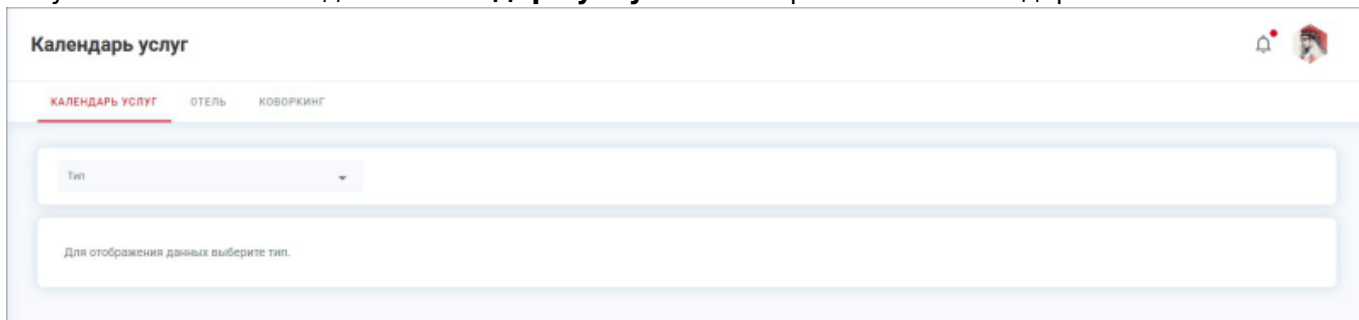 Календарь услуг
КАЛЕНДАРЬ УСЛУГ ОТЕЛЬ КОВОРКИНГ
Тип
Для отображения данных выберите тип.